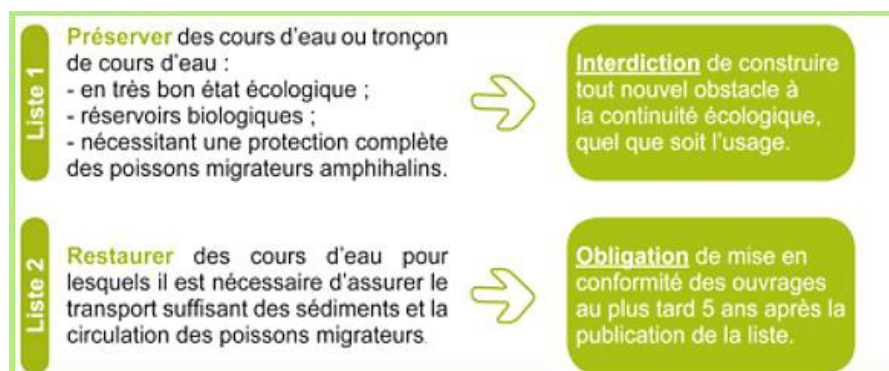 Liste 1
Préserver des cours d'eau ou tronçon
de cours d'eau :
- en très bon état écologique ;
- réservoirs biologiques ;
- nécessitant une protection complète
des poissons migrateurs amphihalins.
Interdiction de construire
tout nouvel obstacle à
la continuité écologique,
quel que soit l'usage.
Liste 2
Restaurer des cours d'eau pour
lesquels il est nécessaire d'assurer le
transport suffisant des sédiments et la
circulation des poissons migrateurs.
Obligation de mise en
conformité des ouvrages
au plus tard 5 ans après la
publication de la liste.